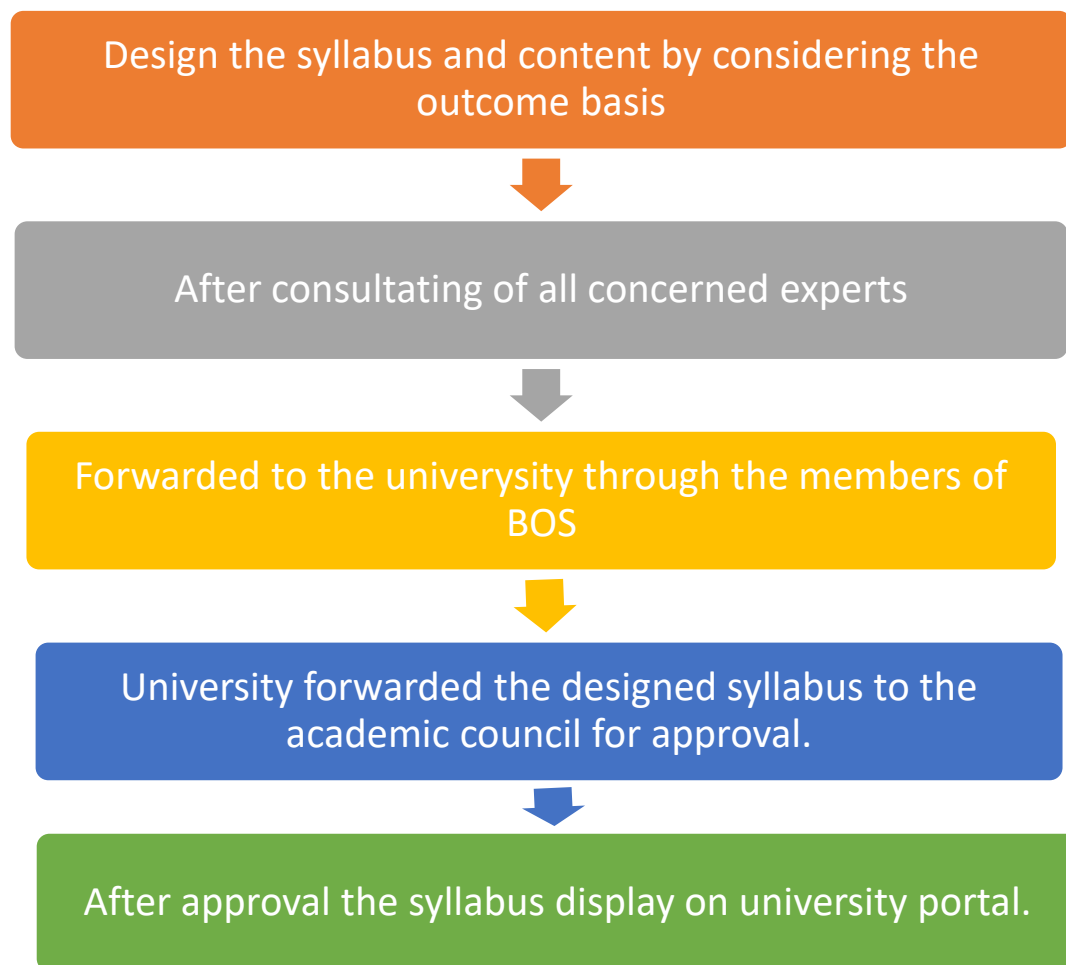 Design the syllabus and content by considering the
outcome basis
After consultating of all concerned experts
Forwarded to the univerysity through the members of
BOS
University forwarded the designed syllabus to the
academic council for approval.
After approval the syllabus display on university portal.